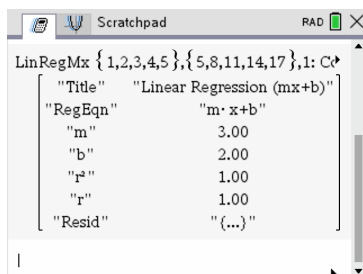 Scratchpad RAD
LinRegMx {1,2,3,4,5},{5,8,11,14,17},1: Co
"Title" "Linear Regression (mx+b)"
"RegEqn" "m·x+b"
"m" 3.00
"b" 2.00
"r²" 1.00
"r" 1.00
"Resid" "{...}"